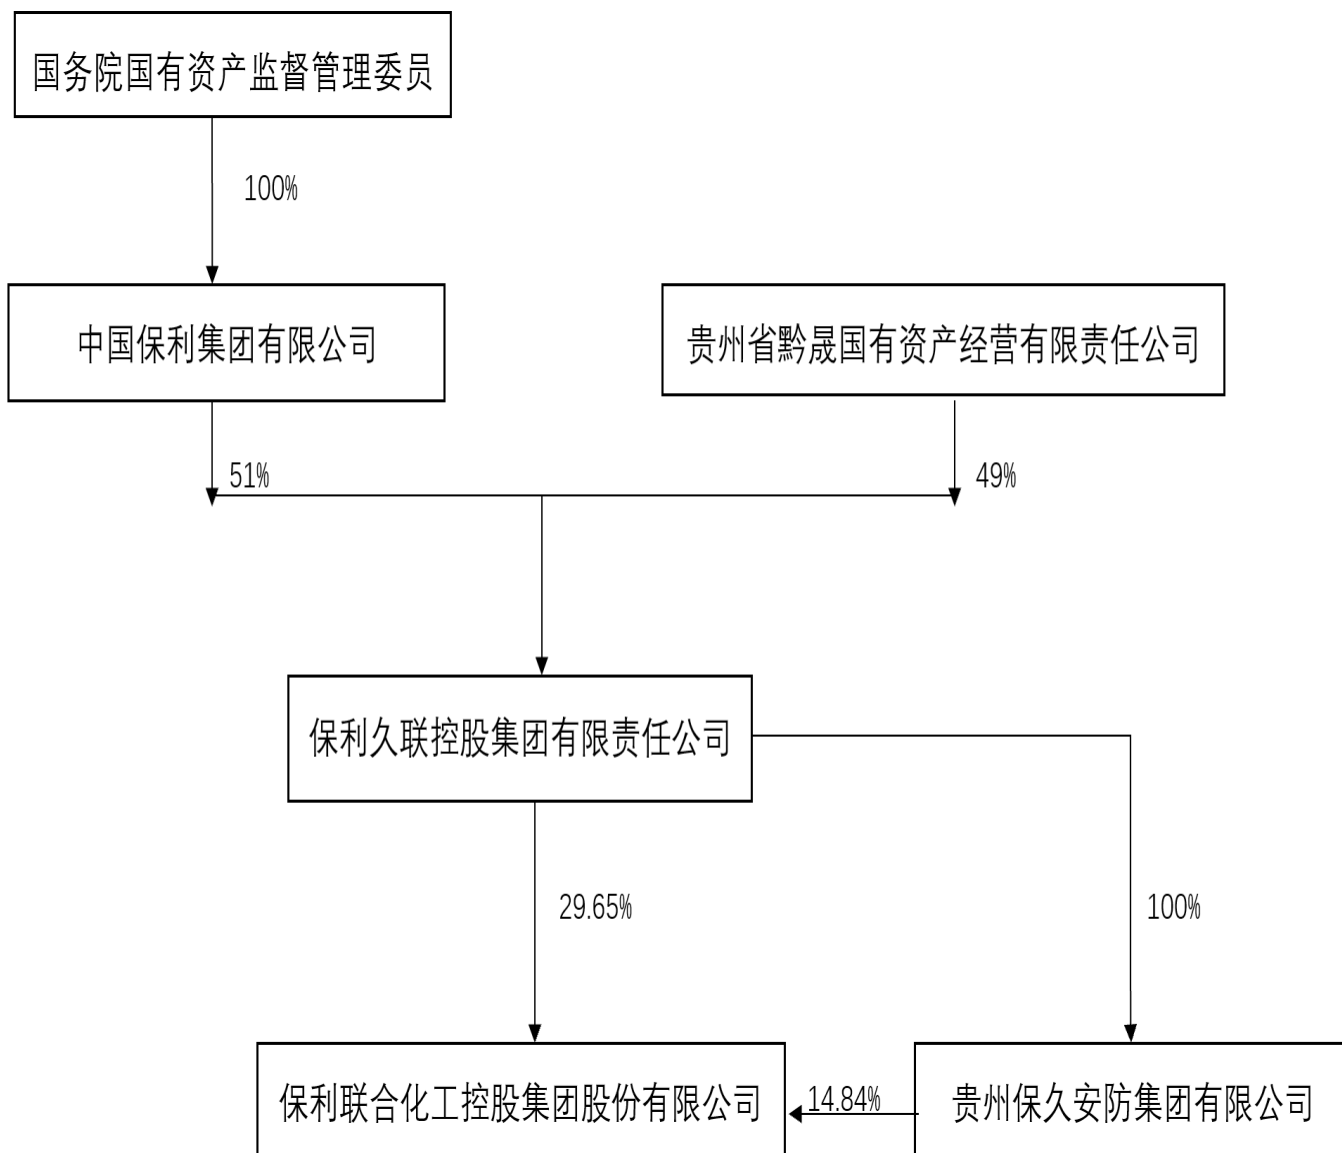 国务院国有资产监督管理委员
100%
中国保利集团有限公司
贵州省黔晟国有资产经营有限责任公司
51%
49%
保利久联控股集团有限责任公司
29.65%
100%
保利联合化工控股集团股份有限公司
14.84%
贵州保久安防集团有限公司